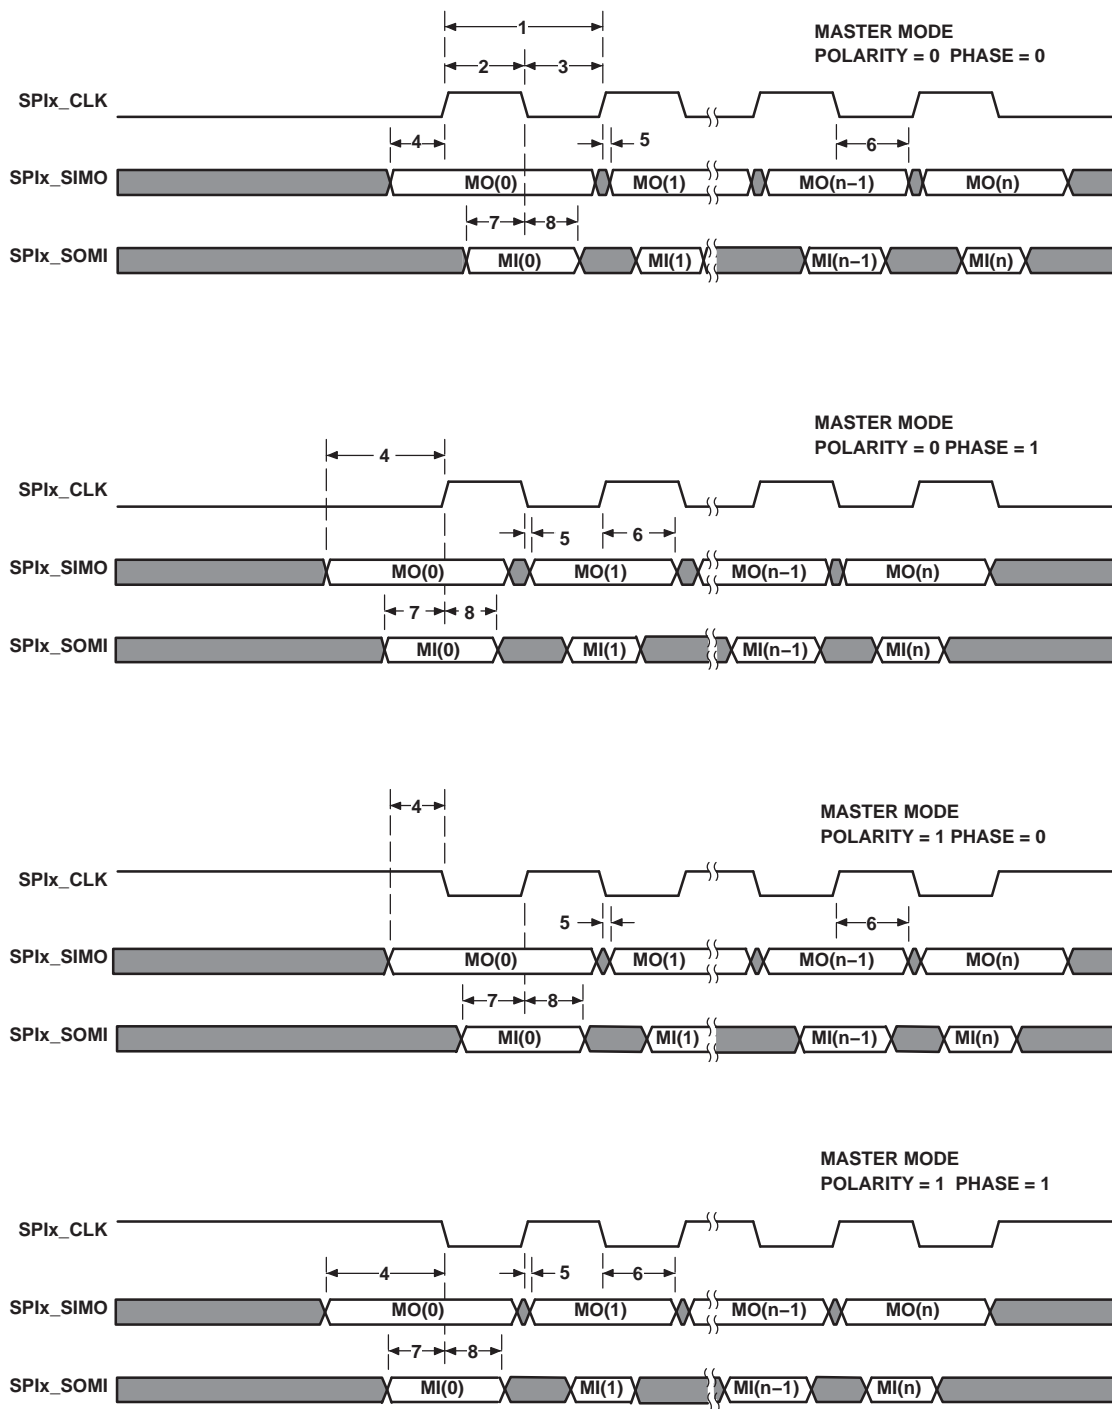 1
MASTER MODE
POLARITY = 0 PHASE = 0
2 3
SPIx_CLK
4 5 6
SPIx_SIMO MO(0) MO(1) MO(n−1) MO(n)
7 8
SPIx_SOMI MI(0) MI(1) MI(n−1) MI(n)
MASTER MODE
POLARITY = 0 PHASE = 1
4
SPIx_CLK
5 6
SPIx_SIMO MO(0) MO(1) MO(n−1) MO(n)
7 8
SPIx_SOMI MI(0) MI(1) MI(n−1) MI(n)
4
MASTER MODE
POLARITY = 1 PHASE = 0
SPIx_CLK
5 6
SPIx_SIMO MO(0) MO(1) MO(n−1) MO(n)
7 8
SPIx_SOMI MI(0) MI(1) MI(n−1) MI(n)
MASTER MODE
POLARITY = 1 PHASE = 1
SPIx_CLK
4 5 6
SPIx_SIMO MO(0) MO(1) MO(n−1) MO(n)
7 8
SPIx_SOMI MI(0) MI(1) MI(n−1) MI(n)